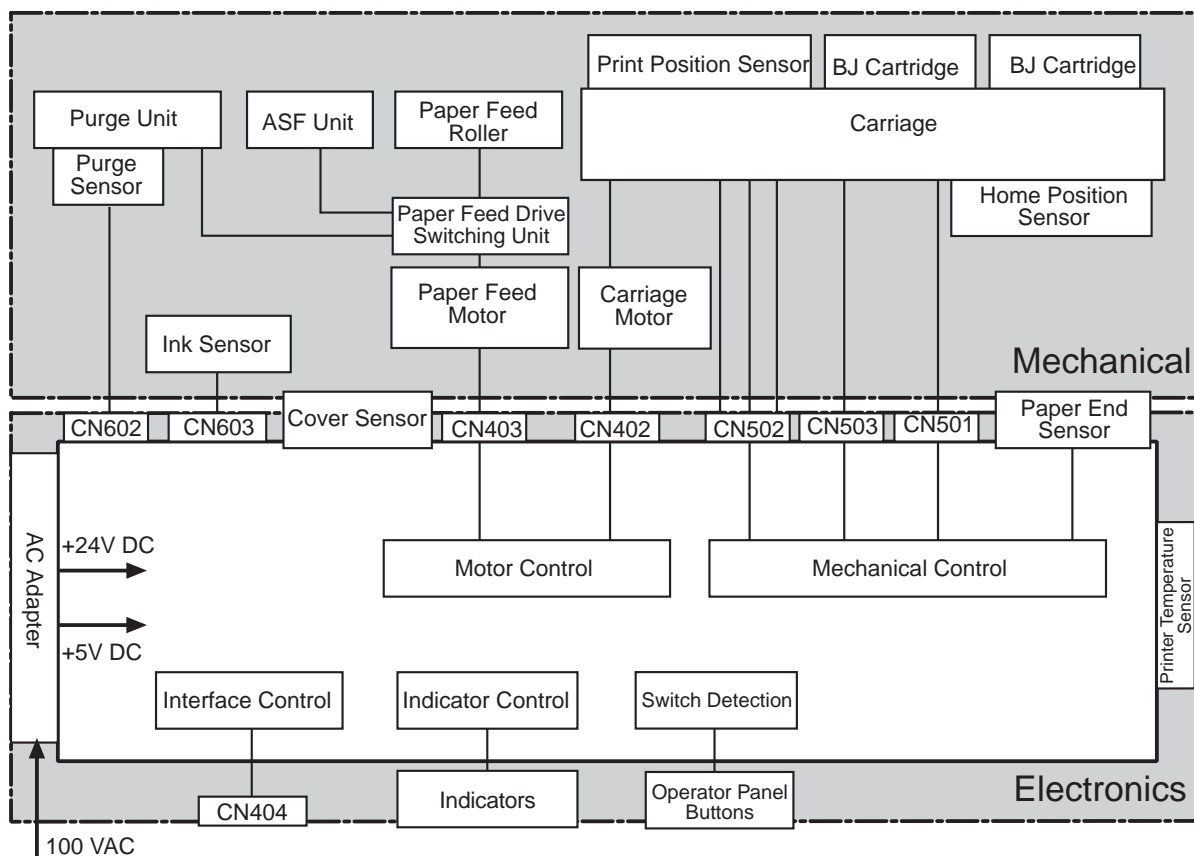 Print Position Sensor
BJ Cartridge
BJ Cartridge
Purge Unit
ASF Unit
Paper Feed
Roller
Carriage
Purge
Sensor
Home Position
Sensor
Paper Feed Drive
Switching Unit
Paper Feed
Motor
Carriage
Motor
Ink Sensor
Mechanical
Cover Sensor
Paper End
Sensor
CN602
CN603
CN403
CN402
CN502
CN503
CN501
AC Adapter
+24V DC
+5V DC
Motor Control
Mechanical Control
Printer Temperature
Sensor
Interface Control
Indicator Control
Switch Detection
CN404
Indicators
Operator Panel
Buttons
Electronics
100 VAC